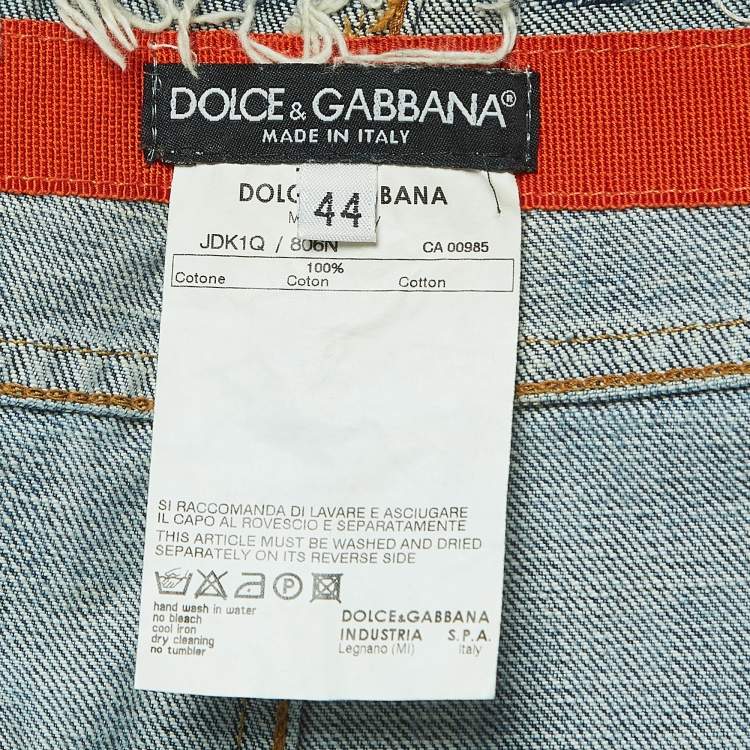 DOLCE & GABBANA®
MADE IN ITALY
DOLC BANA
44
JDK1Q / 806N CA 00985
100%
Cotone Coton Cotton
SI RACCOMANDA DI LAVARE E ASCIUGARE
IL CAPO AL ROVESCIO E SEPARATAMENTE
THIS ARTICLE MUST BE WASHED AND DRIED
SEPARATELY ON ITS REVERSE SIDE
P
hand wash in water
no bleach
cool iron
dry cleaning
no tumbler
DOLCE&GABBANA
INDUSTRIA S.P.A.
Legnano (MI) Italy